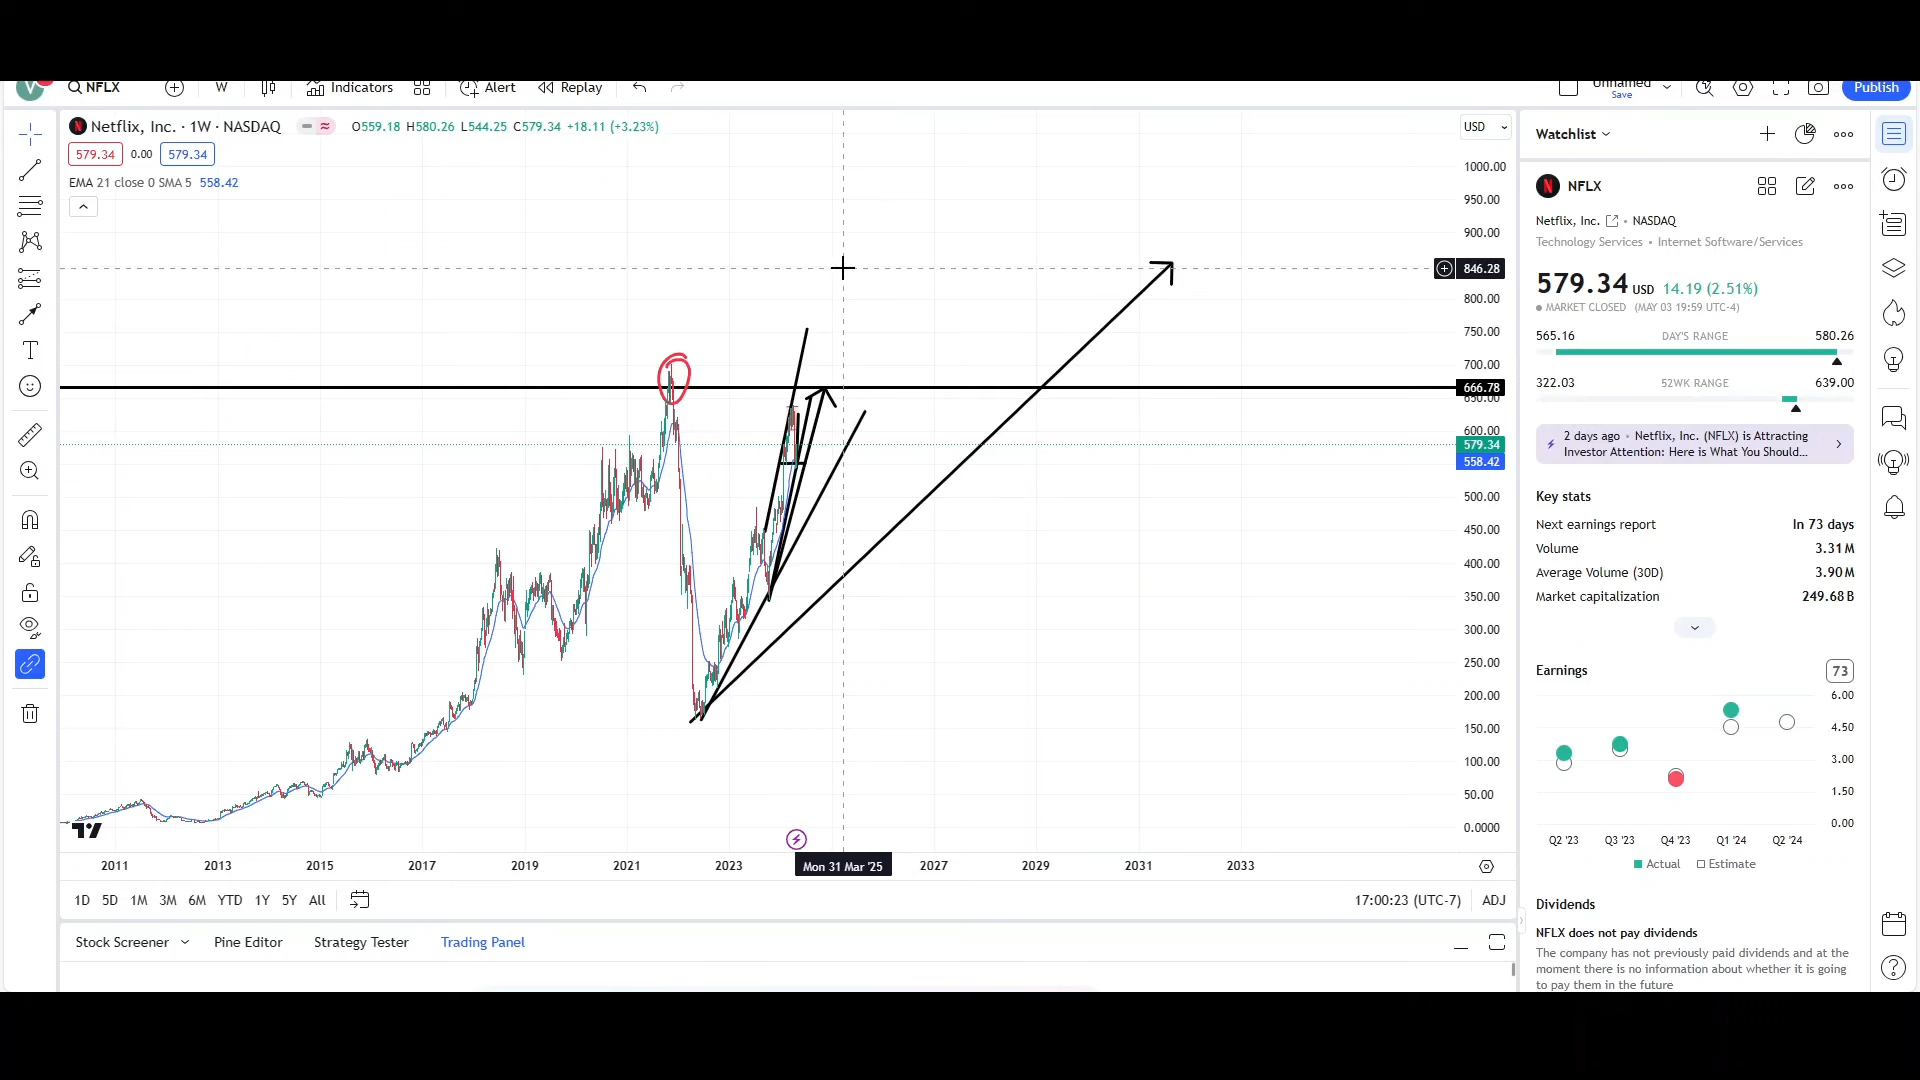 V
NFLX
W
Indicators
Alert
Replay
Unnamed
Save
Publish
Netflix, Inc. · 1W · NASDAQ
O559.18 H580.26 L544.25 C579.34 +18.11 (+3.23%)
579.34 0.00 579.34
EMA 21 close 0 SMA 5 558.42
USD
1000.00
950.00
900.00
846.28
800.00
750.00
700.00
666.78
650.00
600.00
579.34
558.42
500.00
450.00
400.00
350.00
300.00
250.00
200.00
150.00
100.00
50.00
0.0000
2011 2013 2015 2017 2019 2021 2023 Mon 31 Mar '25 2027 2029 2031 2033
1D 5D 1M 3M 6M YTD 1Y 5Y All
17:00:23 (UTC-7) ADJ
Stock Screener Pine Editor Strategy Tester Trading Panel
Watchlist
NFLX
Netflix, Inc. • NASDAQ
Technology Services • Internet Software/Services
579.34 USD 14.19 (2.51%)
MARKET CLOSED (MAY 03 19:59 UTC-4)
565.16 DAY'S RANGE 580.26
322.03 52WK RANGE 639.00
2 days ago • Netflix, Inc. (NFLX) is Attracting
Investor Attention: Here is What You Should...
Key stats
Next earnings report In 73 days
Volume 3.31M
Average Volume (30D) 3.90M
Market capitalization 249.68B
Earnings 73
6.00
4.50
3.00
1.50
0.00
Q2 '23 Q3 '23 Q4 '23 Q1 '24 Q2 '24
Actual Estimate
Dividends
NFLX does not pay dividends
The company has not previously paid dividends and at the
moment there is no information about whether it is going
to pay them in the future